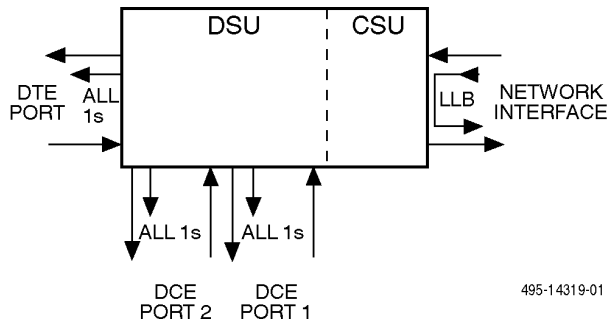 DSU
CSU
DTE
PORT
ALL
1s
LLB
NETWORK
INTERFACE
ALL 1s
ALL 1s
DCE
PORT 2
DCE
PORT 1
495-14319-01